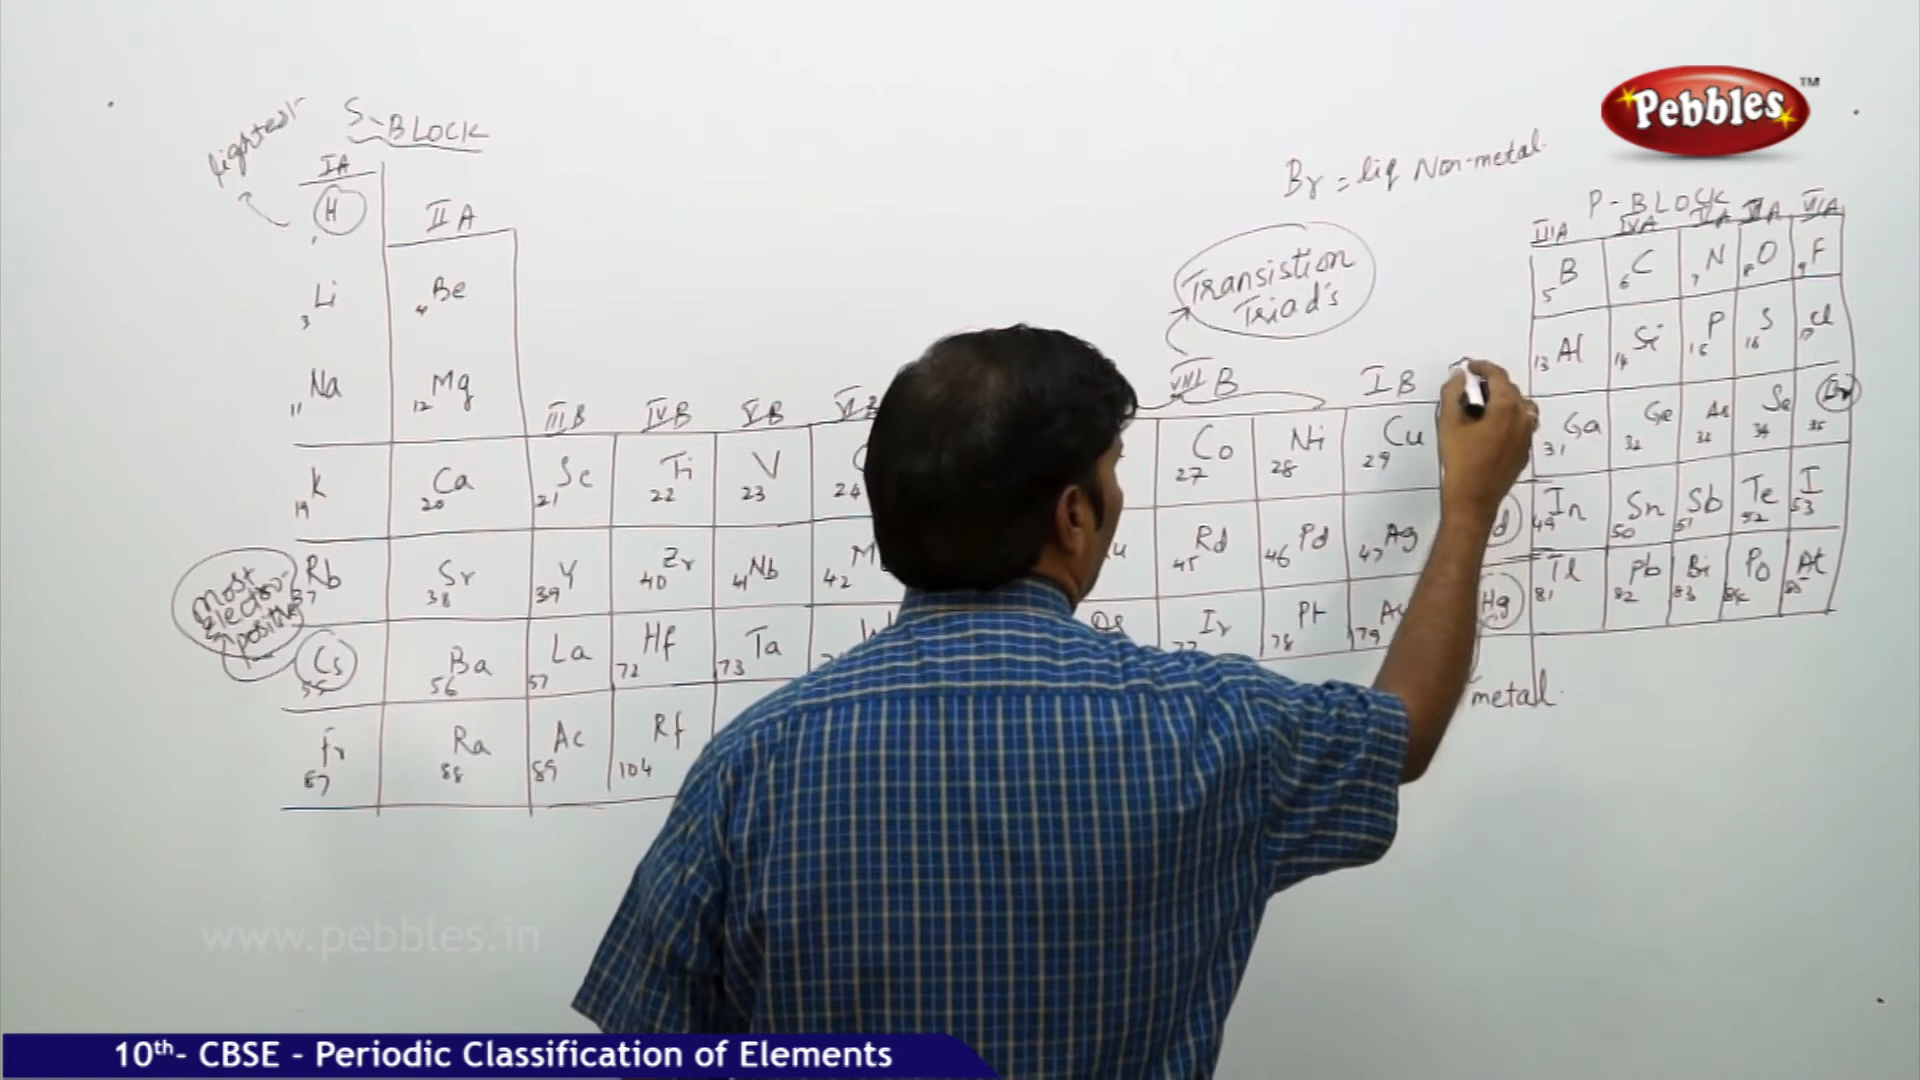 Pebbles™
lightest
S-BLOCK
Br = liq Non-metal.
P-BLOCK
IA
IIA
IIIA IVA VA VIA VIIA
H
1
Li
3
Be
4
Transistion
Triad's
B C N O F
5 6 7 8 9
Na
11
Mg
12
Al Si P S Cl
13 14 15 16 17
IIIB IVB VB VIB VIII B IB
K Ca Sc Ti V Co Ni Cu Ga Ge As Se Br
19 20 21 22 23 24 27 28 29 31 32 34 35
Rb Sr Y Zr Nb M Rd Pd Ag d In Sn Sb Te I
37 38 39 40 41 42 45 46 47 49 50 51 52 53
most
Electro-
positive
Cs Ba La Hf Ta W Os Ir Pt Au Hg Tl Pb Bi Po At
55 56 57 72 73 77 78 79 81 82 83 84 85
metal.
Fr Ra Ac Rf
87 88 89 104
www.pebbles.in
10th- CBSE - Periodic Classification of Elements